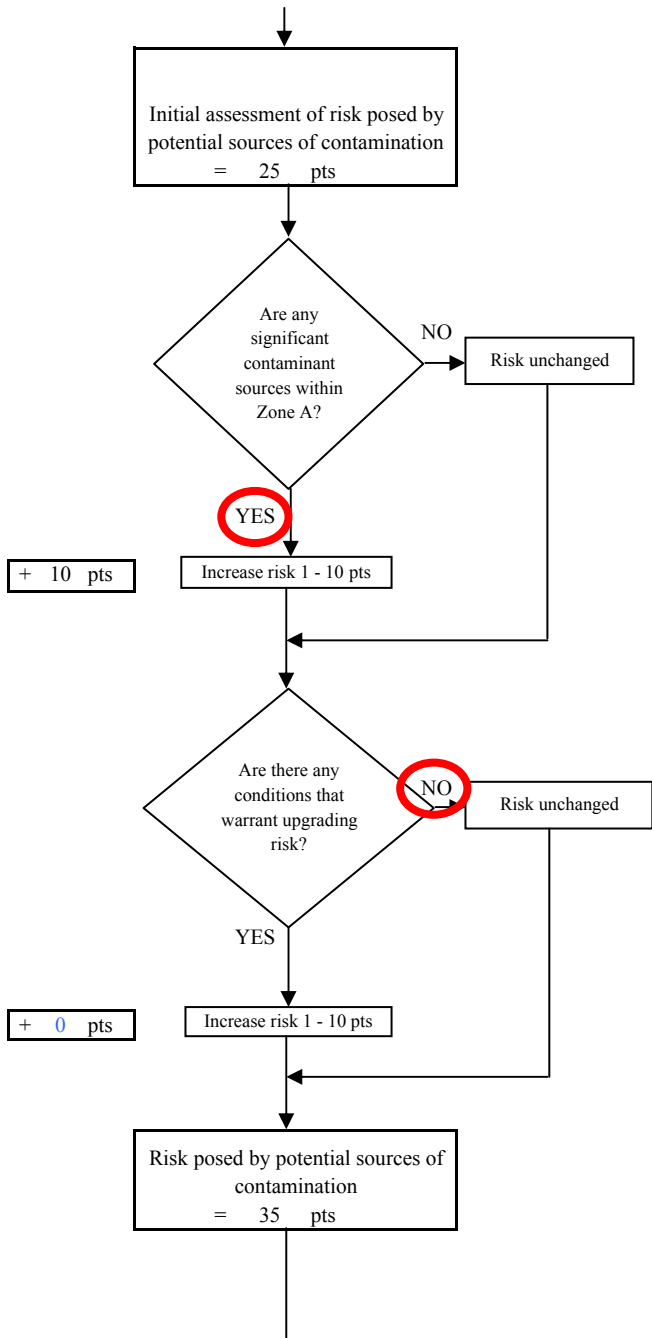 Initial assessment of risk posed by
potential sources of contamination
= 25 pts
Are any
significant
contaminant
sources within
Zone A?
NO
Risk unchanged
YES
+ 10 pts
Increase risk 1 - 10 pts
Are there any
conditions that
warrant upgrading
risk?
NO
Risk unchanged
YES
+ 0 pts
Increase risk 1 - 10 pts
Risk posed by potential sources of
contamination
= 35 pts